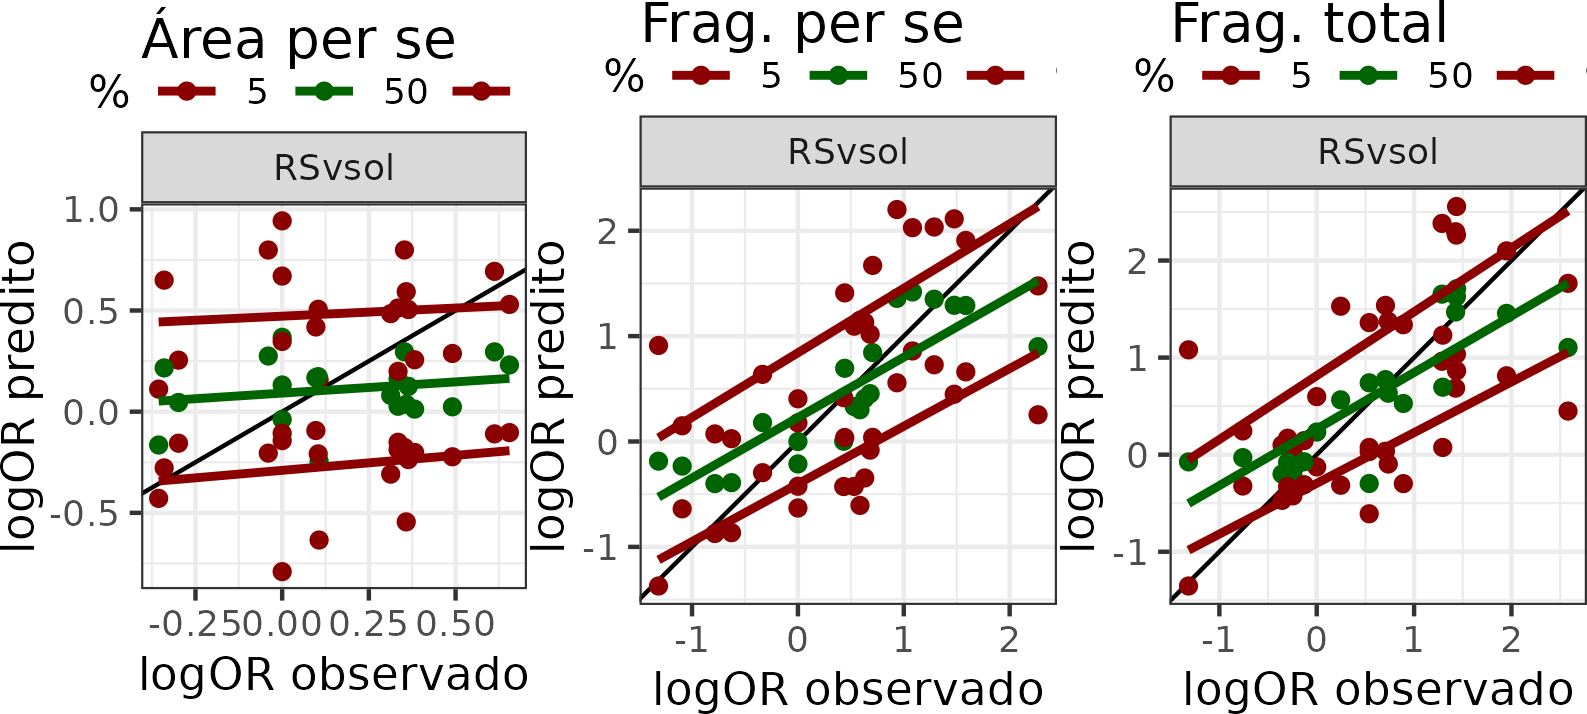 Área per se
% 5 50
RSvsol
logOR predito
1.0
0.5
0.0
-0.5
-0.25 0.00 0.25 0.50
logOR observado
Frag. per se
% 5 50
RSvsol
logOR predito
2
1
0
-1
-1 0 1 2
logOR observado
Frag. total
% 5 50
RSvsol
logOR predito
2
1
0
-1
-1 0 1 2
logOR observado